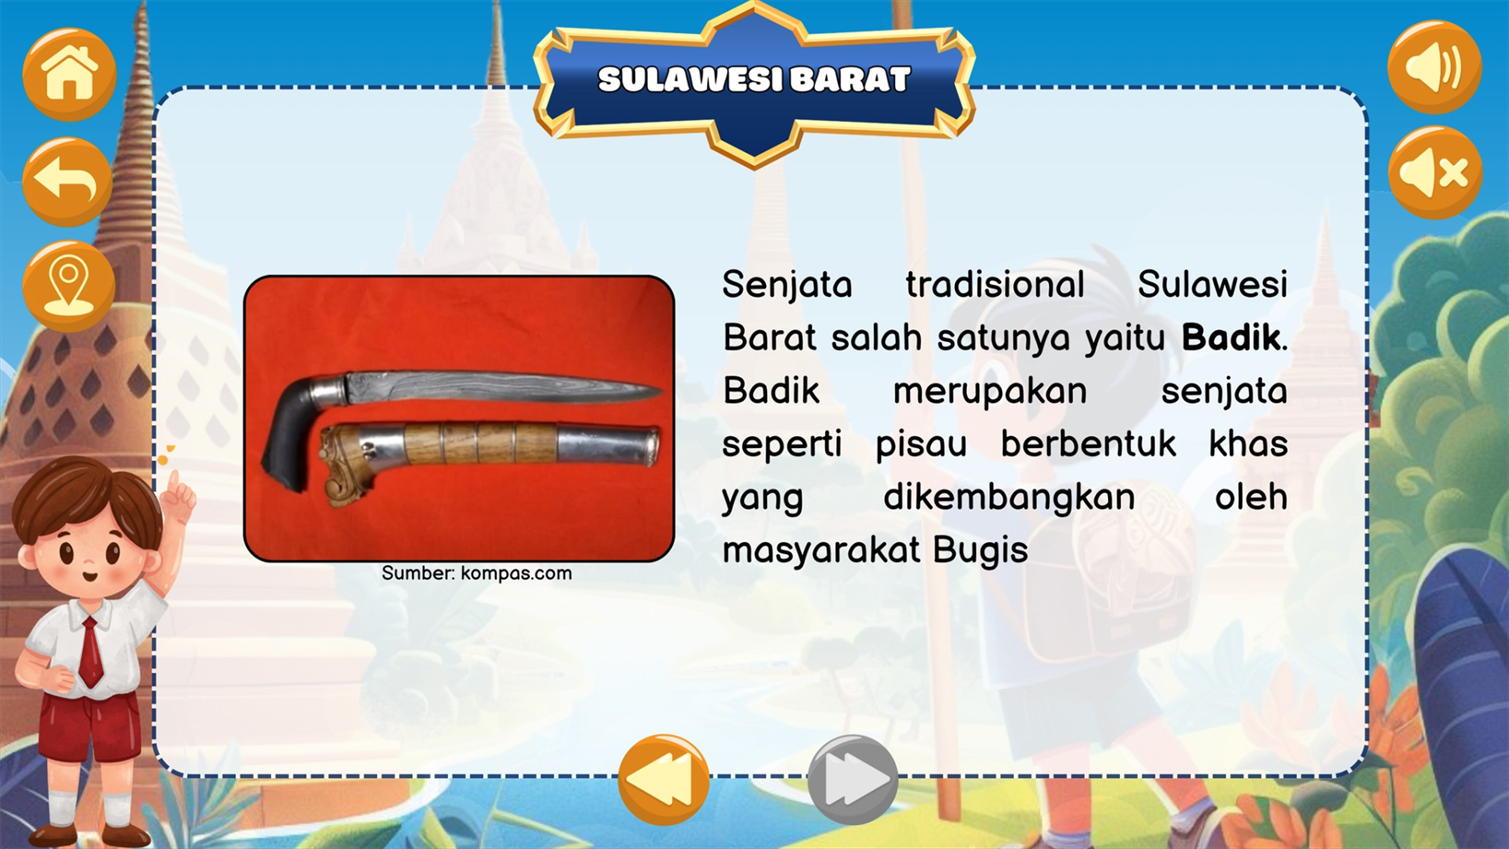 SULAWESI BARAT
Senjata tradisional Sulawesi
Barat salah satunya yaitu Badik.
Badik merupakan senjata
seperti pisau berbentuk khas
yang dikembangkan oleh
masyarakat Bugis
Sumber: kompas.com